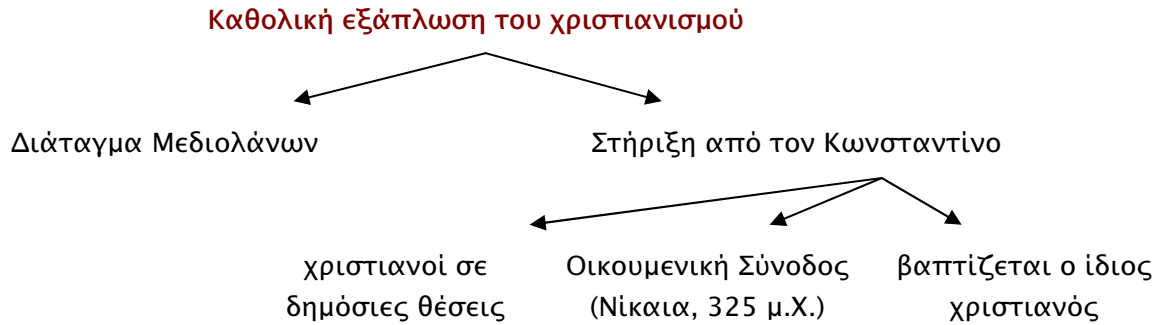 Καθολική εξάπλωση του χριστιανισμού
Διάταγμα Μεδιολάνων
Στήριξη από τον Κωνσταντίνο
χριστιανοί σε
δημόσιες θέσεις
Οικουμενική Σύνοδος
(Νίκαια, 325 μ.Χ.)
βαπτίζεται ο ίδιος
χριστιανός